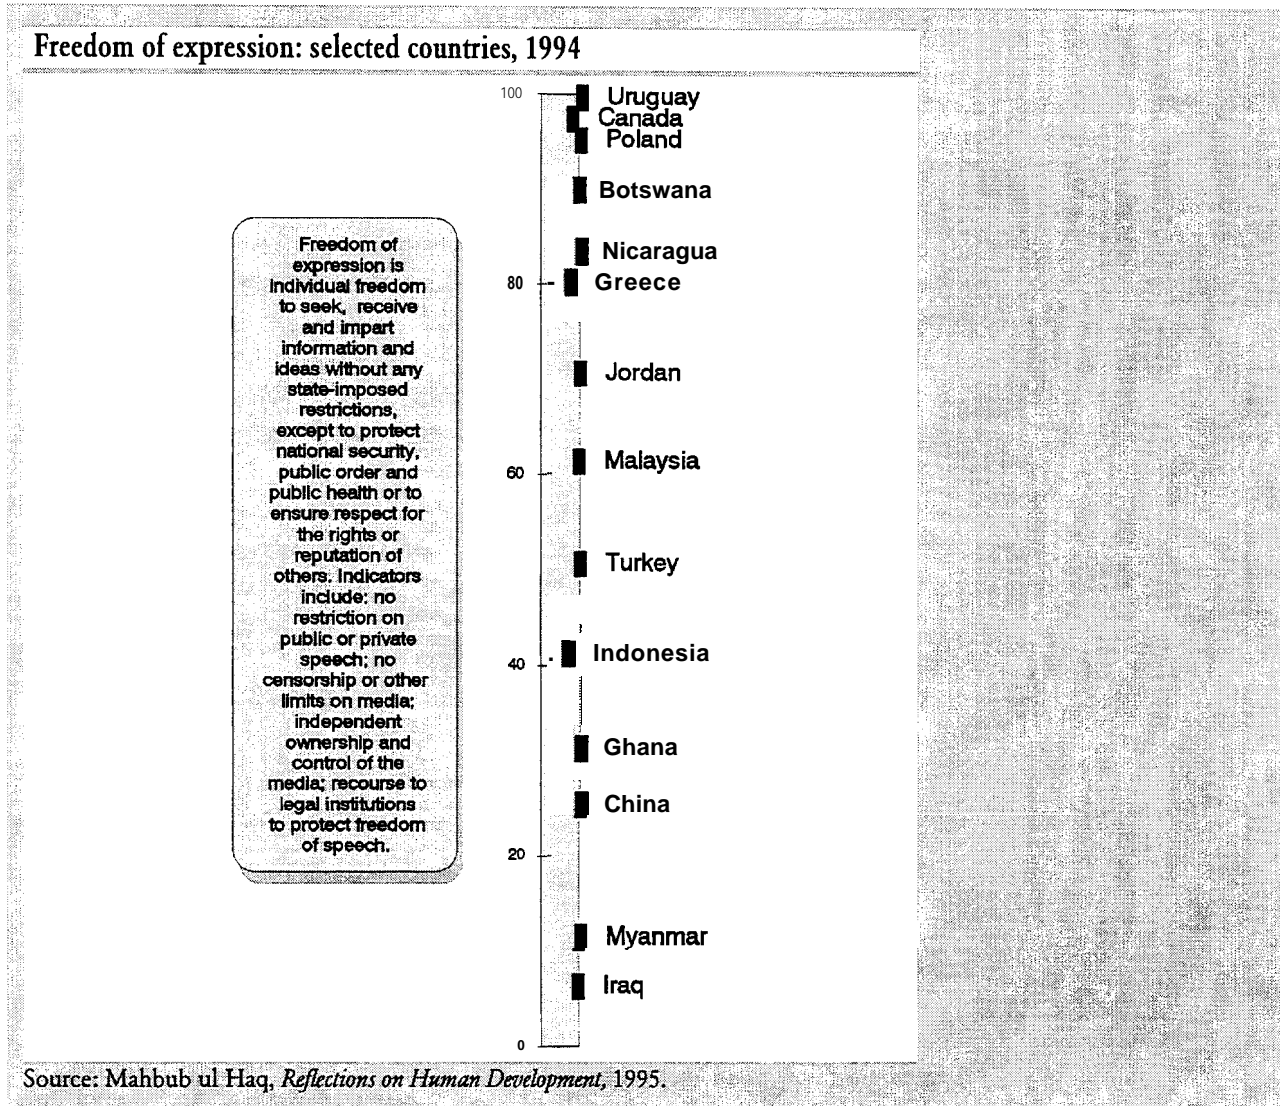 Freedom of expression: selected countries, 1994
Freedom of
expression is
individual freedom
to seek, receive
and impart
information and
ideas without any
state-imposed
restrictions,
except to protect
national security,
public order and
public health or to
ensure respect for
the rights or
reputation of
others. Indicators
include: no
restriction on
public or private
speech; no
censorship or other
limits on media;
independent
ownership and
control of the
media; recourse to
legal institutions
to protect freedom
of speech.
100
Uruguay
Canada
Poland
Botswana
Nicaragua
80
Greece
Jordan
Malaysia
60
Turkey
Indonesia
40
Ghana
China
20
Myanmar
Iraq
0
Source: Mahbub ul Haq, Reflections on Human Development, 1995.